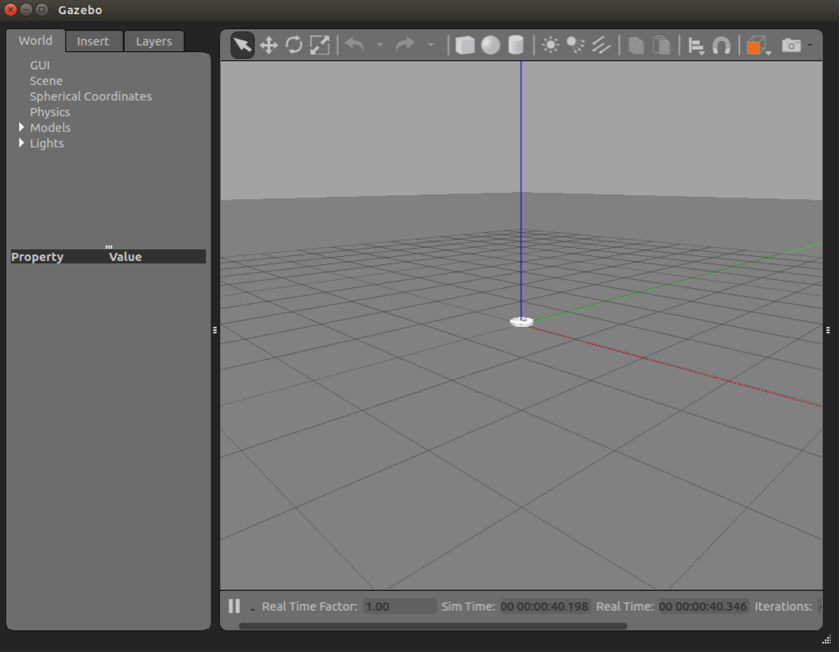 Gazebo
World Insert Layers
GUI
Scene
Spherical Coordinates
Physics
Models
Lights
Property Value
Real Time Factor: 1.00 Sim Time: 00 00:00:40.198 Real Time: 00 00:00:40.346 Iterations: